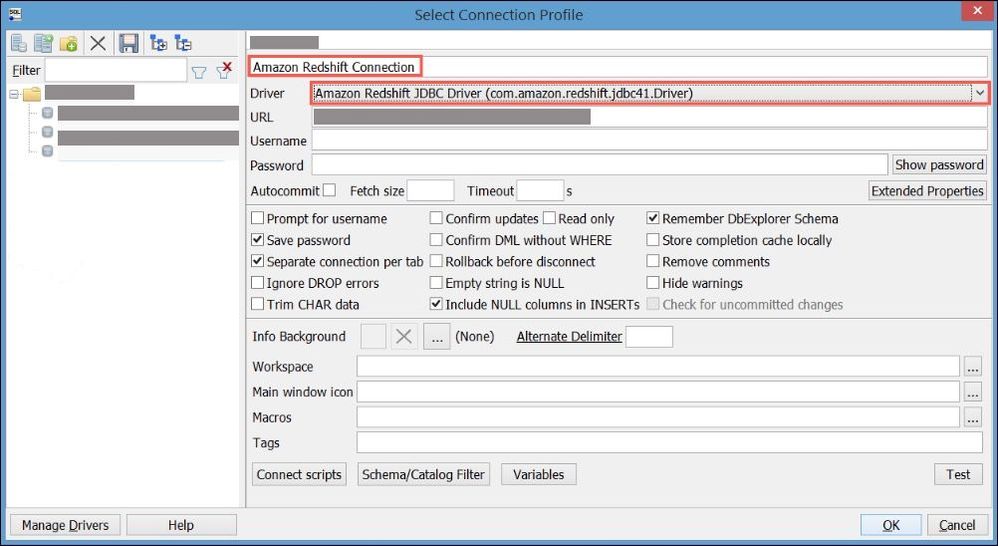 Select Connection Profile
SQL
Filter
Amazon Redshift Connection
Driver Amazon Redshift JDBC Driver (com.amazon.redshift.jdbc41.Driver)
URL
Username
Password Show password
Autocommit Fetch size Timeout s Extended Properties
Prompt for username Confirm updates Read only Remember DbExplorer Schema
Save password Confirm DML without WHERE Store completion cache locally
Separate connection per tab Rollback before disconnect Remove comments
Ignore DROP errors Empty string is NULL Hide warnings
Trim CHAR data Include NULL columns in INSERTs Check for uncommitted changes
Info Background ... (None) Alternate Delimiter
Workspace ...
Main window icon ...
Macros ...
Tags
Connect scripts Schema/Catalog Filter Variables Test
Manage Drivers Help OK Cancel